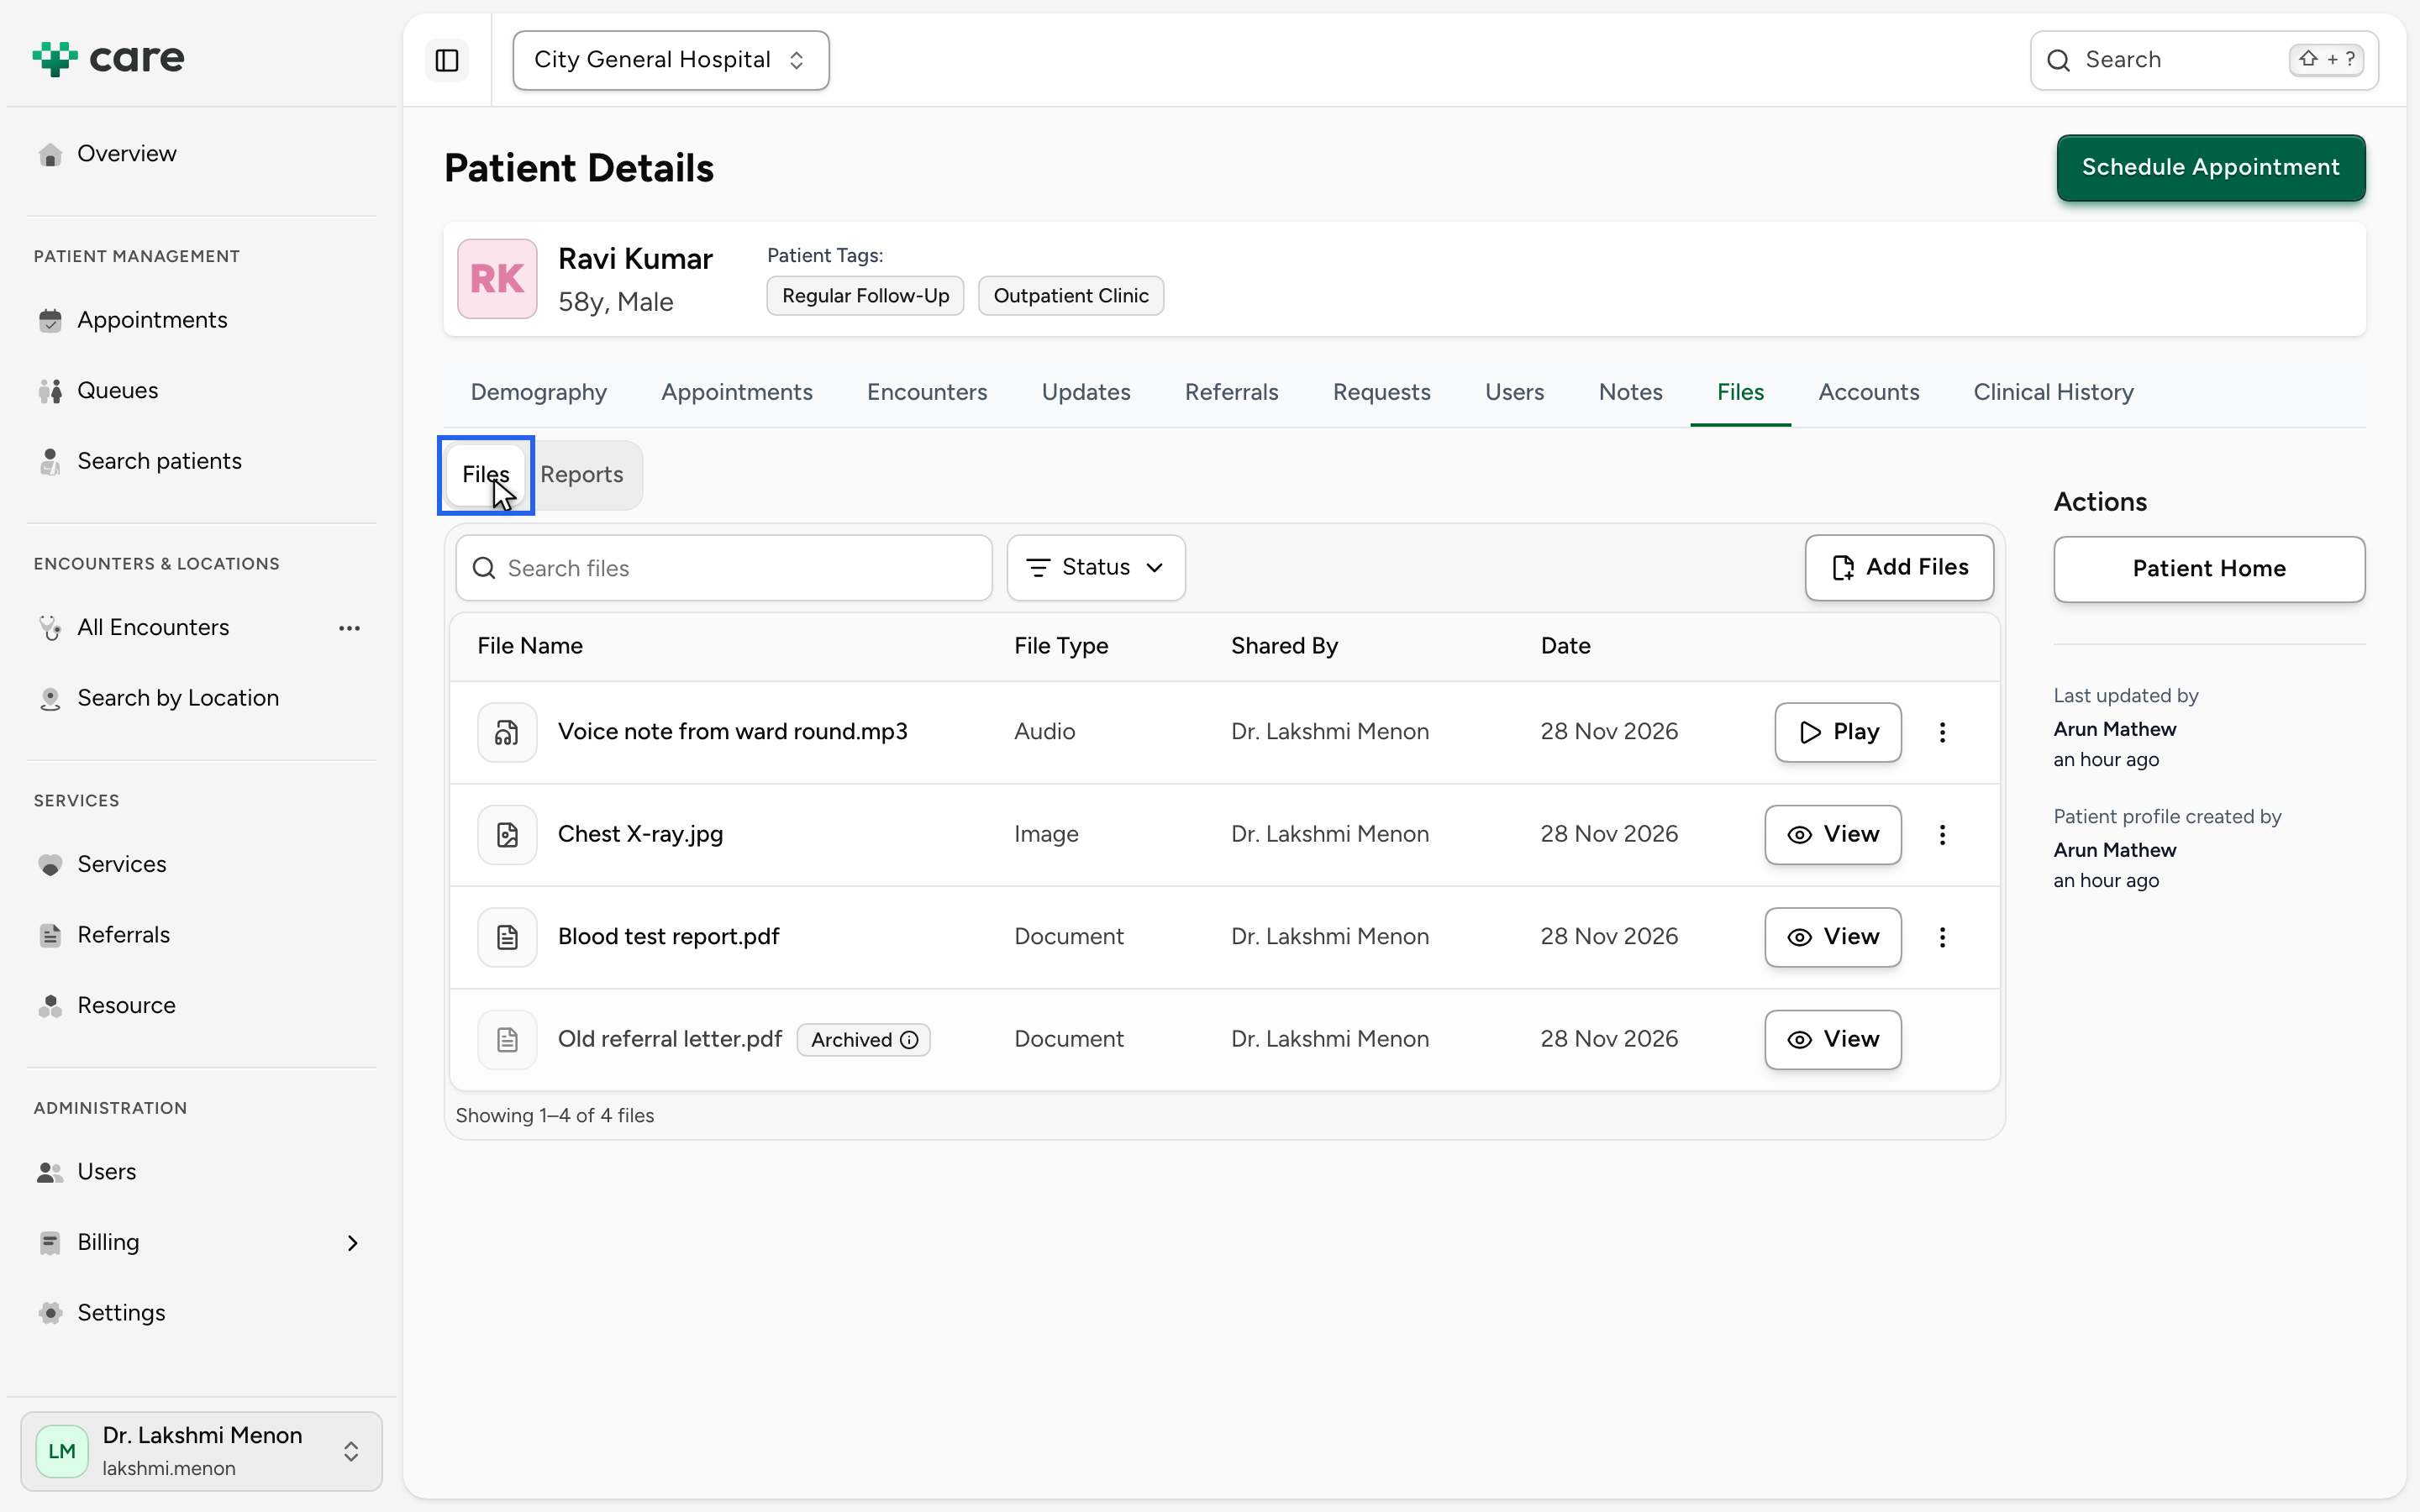 care
City General Hospital
Search
+ ?
Overview
PATIENT MANAGEMENT
Appointments
Queues
Search patients
ENCOUNTERS & LOCATIONS
All Encounters
Search by Location
SERVICES
Services
Referrals
Resource
ADMINISTRATION
Users
Billing
Settings
LM
Dr. Lakshmi Menon
lakshmi.menon
Patient Details
Schedule Appointment
RK
Ravi Kumar
58y, Male
Patient Tags:
Regular Follow-Up
Outpatient Clinic
Demography Appointments Encounters Updates Referrals Requests Users Notes Files Accounts Clinical History
Files Reports
Search files
Status
Add Files
File Name File Type Shared By Date
Voice note from ward round.mp3 Audio Dr. Lakshmi Menon 28 Nov 2026 Play
Chest X-ray.jpg Image Dr. Lakshmi Menon 28 Nov 2026 View
Blood test report.pdf Document Dr. Lakshmi Menon 28 Nov 2026 View
Old referral letter.pdf Archived Document Dr. Lakshmi Menon 28 Nov 2026 View
Showing 1–4 of 4 files
Actions
Patient Home
Last updated by
Arun Mathew
an hour ago
Patient profile created by
Arun Mathew
an hour ago